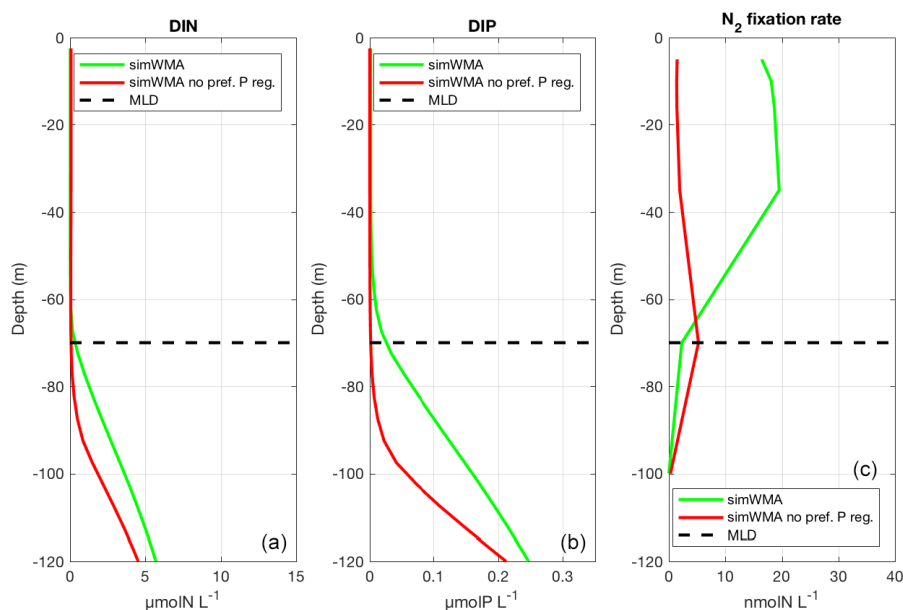 DIN
simWMA
simWMA no pref. P reg.
MLD
0
-20
-40
-60
-80
-100
-120
Depth (m)
0
5
10
15
µmolN L⁻¹
(a)
DIP
simWMA
simWMA no pref. P reg.
MLD
0
-20
-40
-60
-80
-100
-120
Depth (m)
0
0.1
0.2
0.3
µmolP L⁻¹
(b)
N₂ fixation rate
0
-20
-40
-60
-80
-100
-120
Depth (m)
(c)
simWMA
simWMA no pref. P reg.
MLD
0
10
20
30
40
nmolN L⁻¹